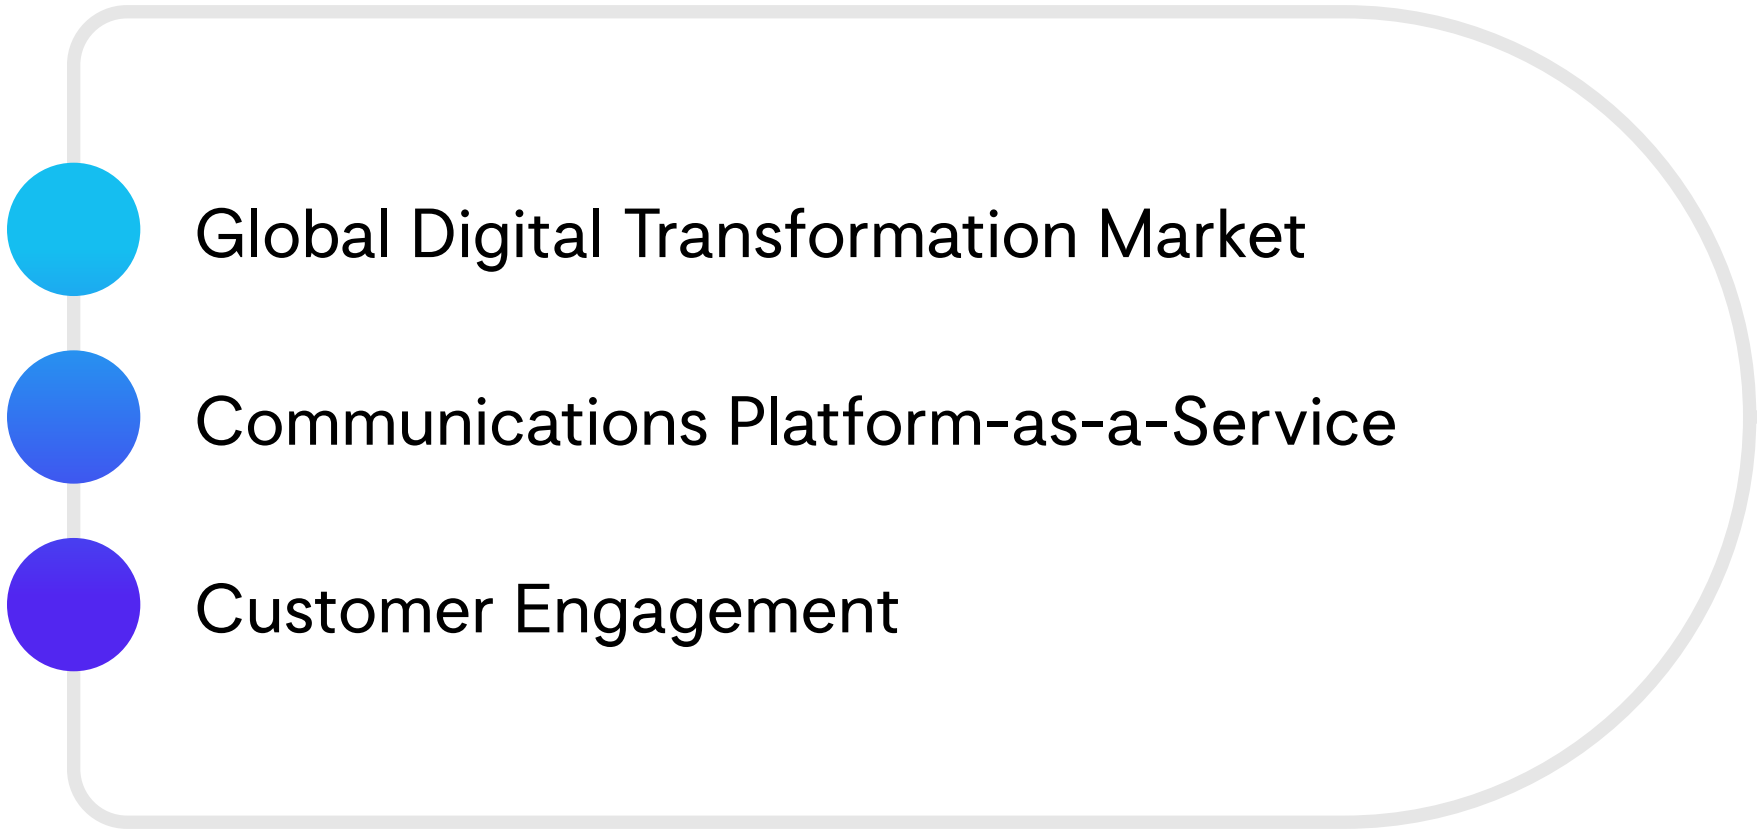 Global Digital Transformation Market
Communications Platform-as-a-Service
Customer Engagement